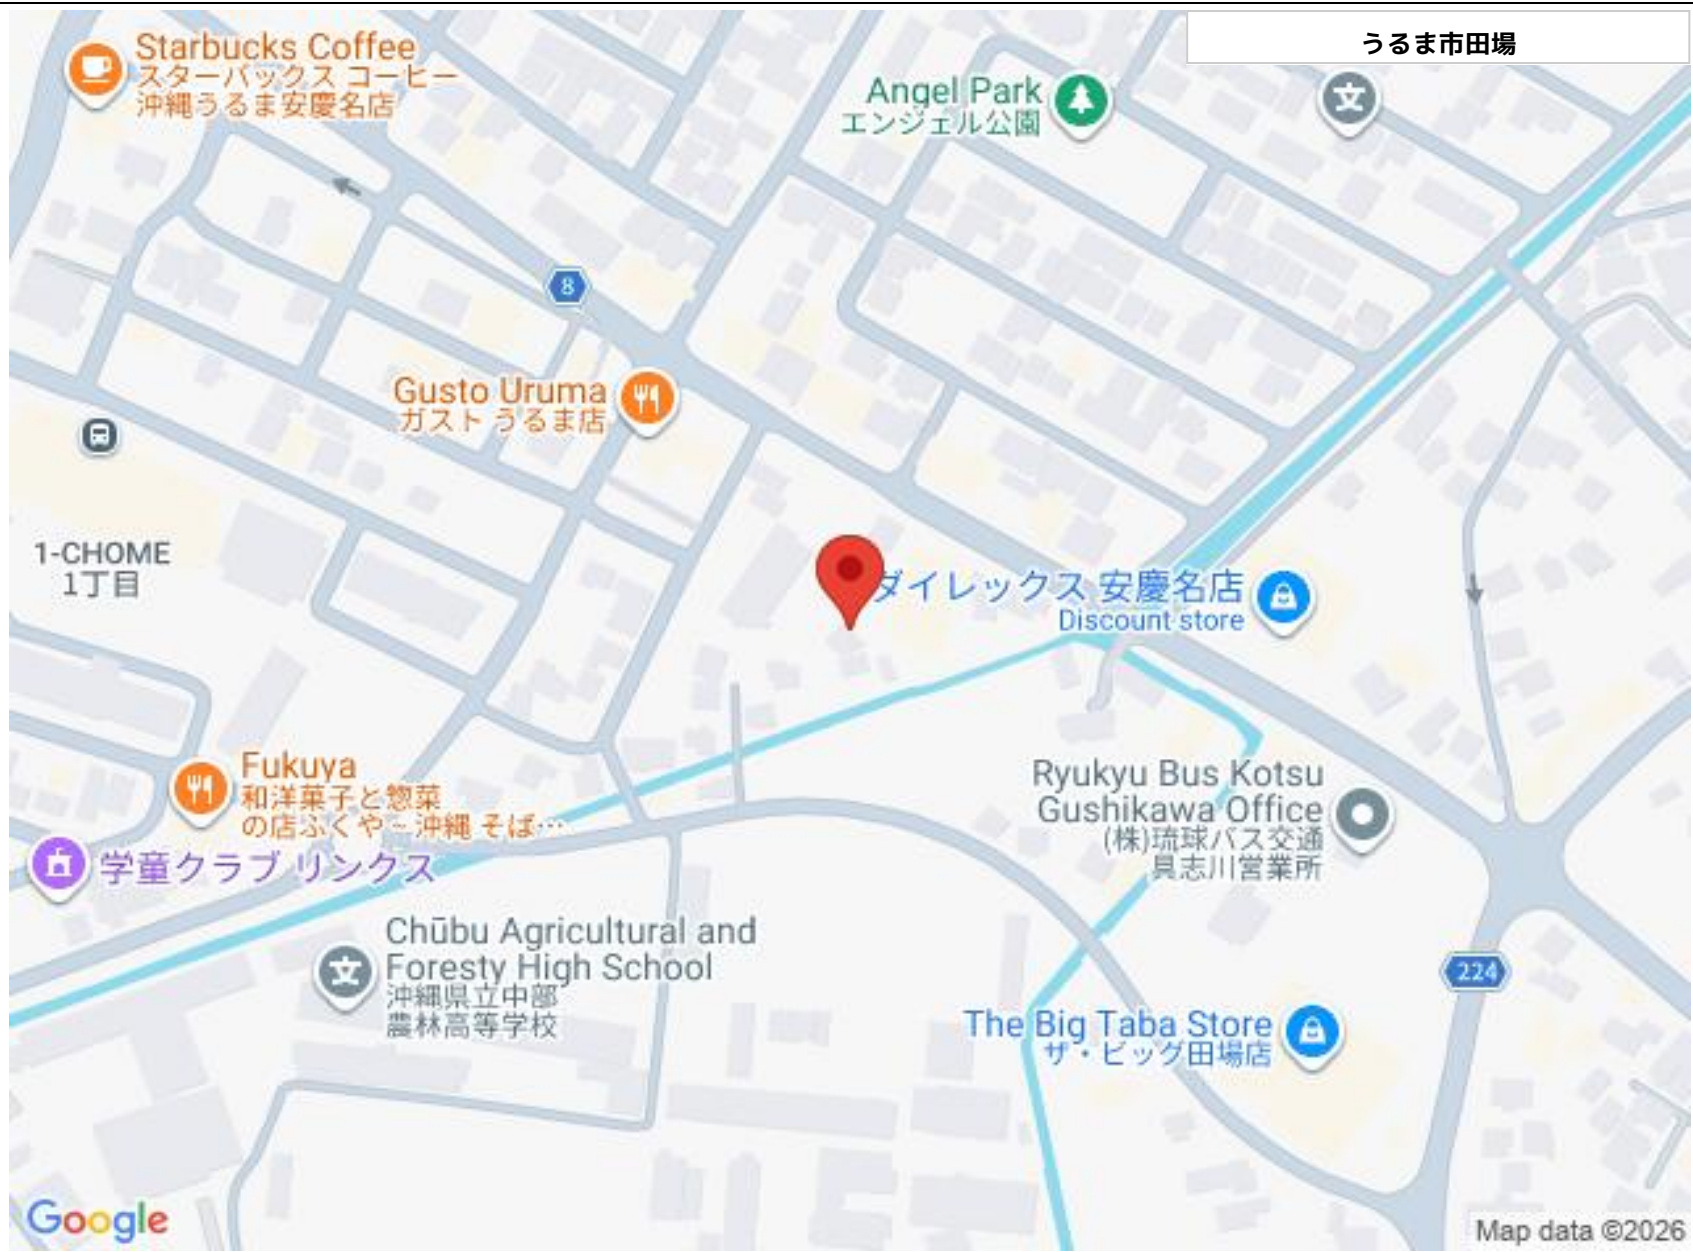 うるま市田場
Starbucks Coffee
スターバックス コーヒー
沖縄うるま安慶名店
Angel Park
エンジェル公園
文
8
Gusto Uruma
ガスト うるま店
1-CHOME
1丁目
ダイレックス 安慶名店
Discount store
Fukuya
和洋菓子と惣菜
の店ふくや - 沖縄 そば…
学童クラブ リンクス
Ryukyu Bus Kotsu
Gushikawa Office
(株)琉球バス交通
具志川営業所
文
Chūbu Agricultural and
Foresty High School
沖縄県立中部
農林高等学校
224
The Big Taba Store
ザ・ビッグ田場店
Google
Map data ©2026